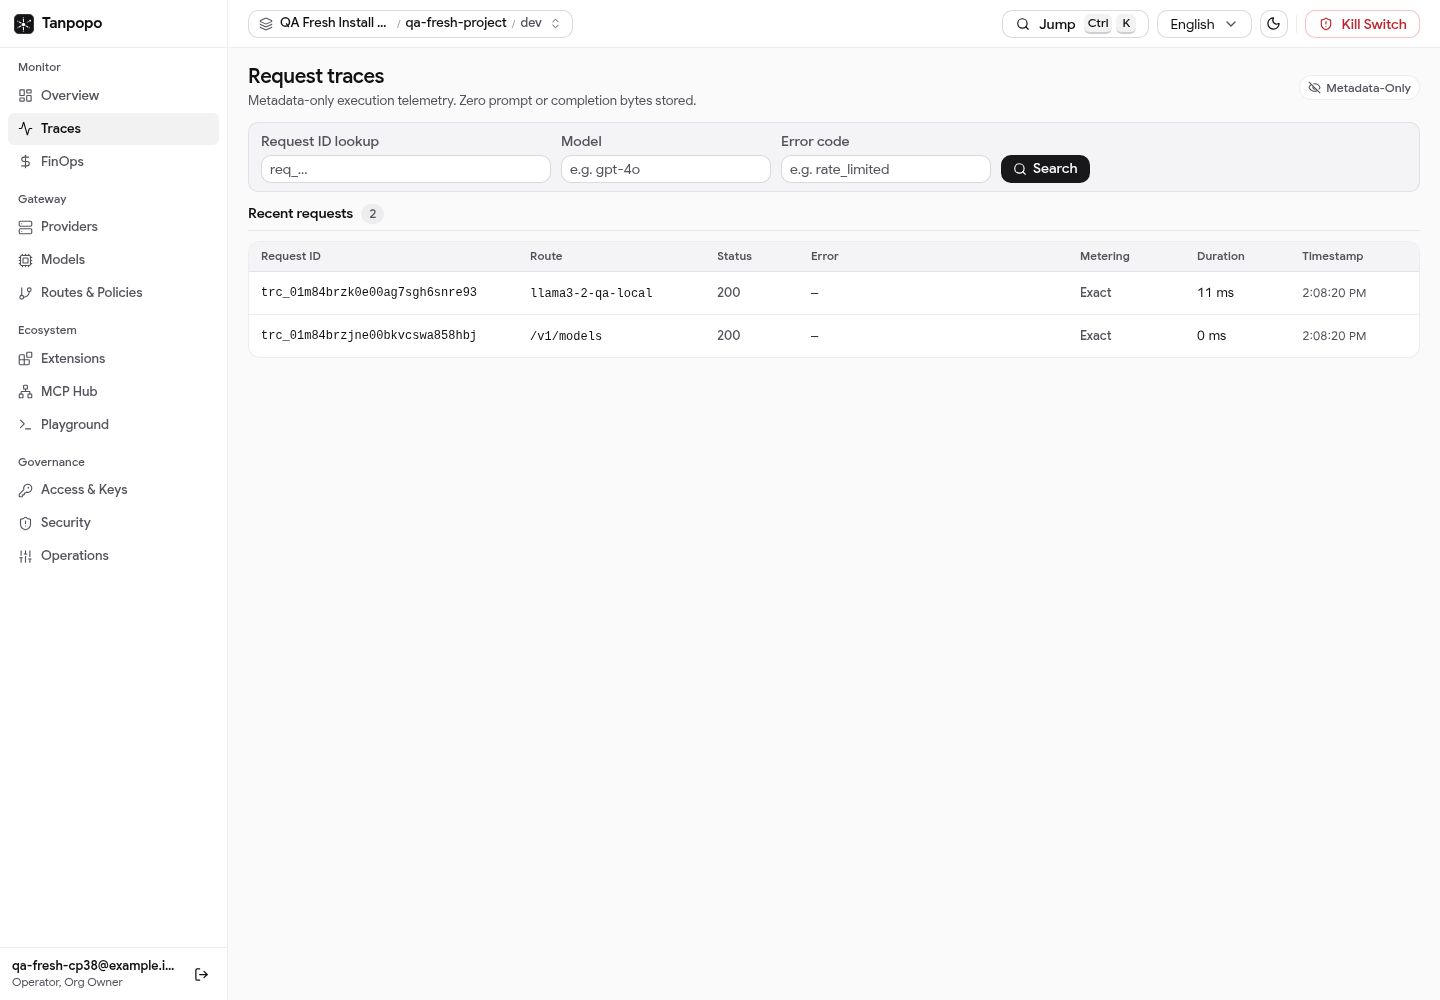 Tanpopo
QA Fresh Install ... / qa-fresh-project / dev
Jump Ctrl K
English
Kill Switch
Monitor
Overview
Traces
FinOps
Gateway
Providers
Models
Routes & Policies
Ecosystem
Extensions
MCP Hub
Playground
Governance
Access & Keys
Security
Operations
qa-fresh-cp38@example.i...
Operator, Org Owner
Request traces
Metadata-only execution telemetry. Zero prompt or completion bytes stored.
Metadata-Only
Request ID lookup Model Error code
req_... e.g. gpt-4o e.g. rate_limited Search
Recent requests 2
Request ID Route Status Error Metering Duration Timestamp
trc_01m84brzk0e00ag7sgh6snre93 llama3-2-qa-local 200 — Exact 11 ms 2:08:20 PM
trc_01m84brzjne00bkvcswa858hbj /v1/models 200 — Exact 0 ms 2:08:20 PM